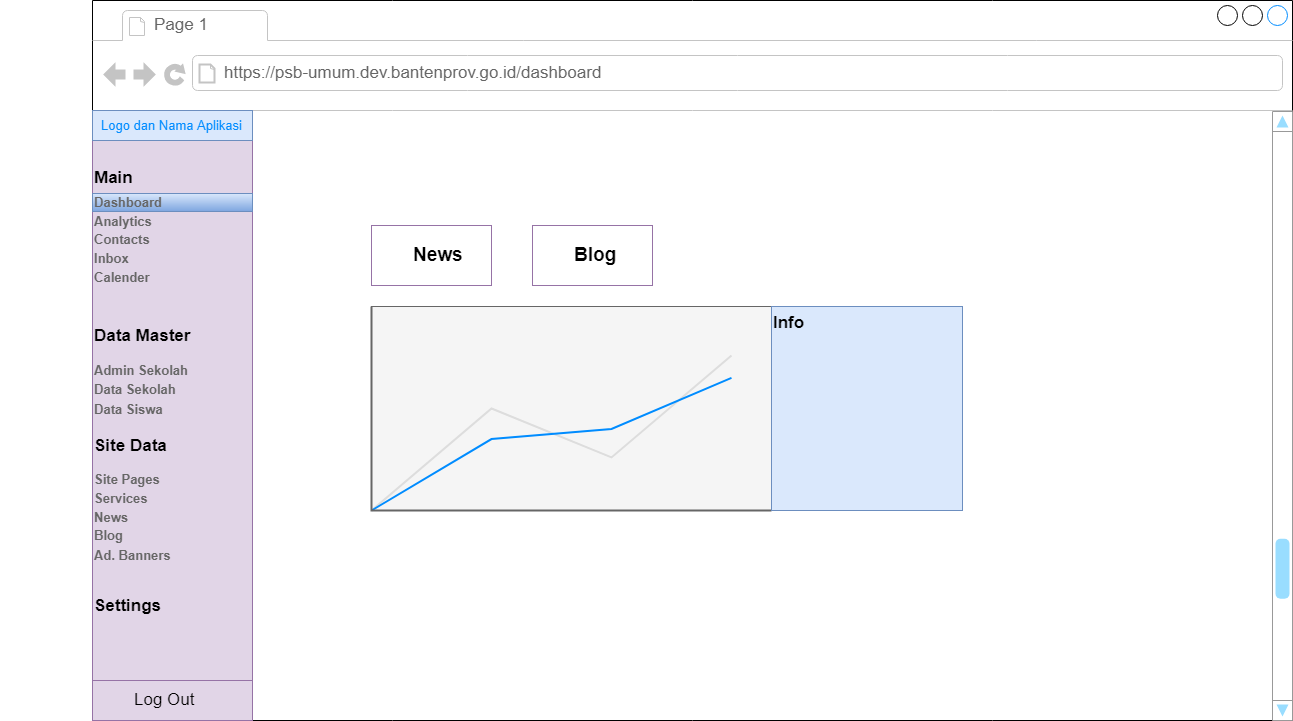 Page 1
https://psb-umum.dev.bantenprov.go.id/dashboard
Logo dan Nama Aplikasi
Main
Dashboard
Analytics
Contacts
Inbox
Calender
Data Master
Admin Sekolah
Data Sekolah
Data Siswa
Site Data
Site Pages
Services
News
Blog
Ad. Banners
Settings
Log Out
News
Blog
Info